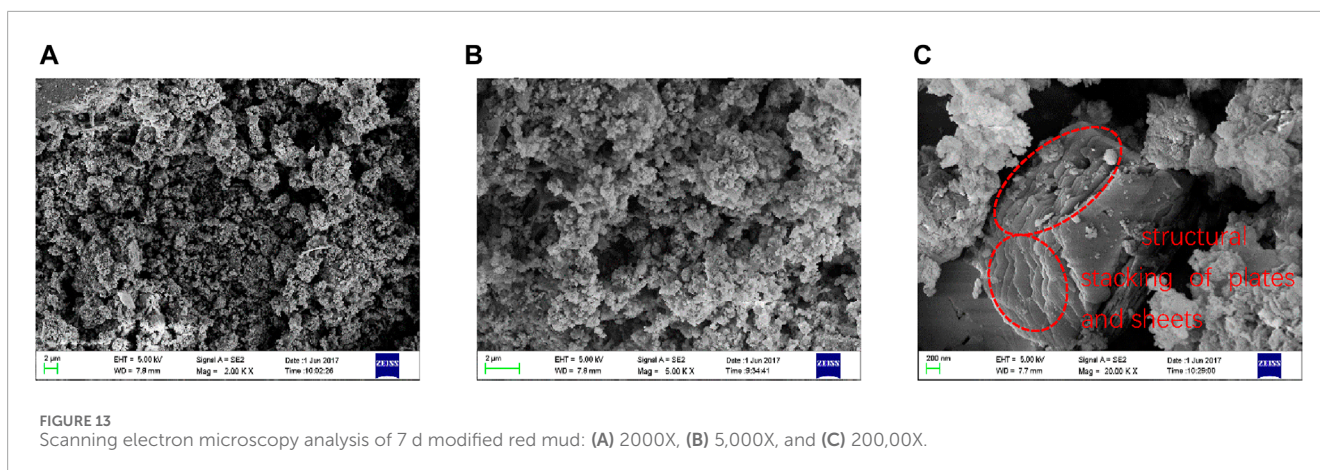 A
B
C
structural
stacking of plates
and sheets
2 μm
EHT = 5.00 kV
Signal A = SE2
Date :1 Jun 2017
WD = 7.8 mm
Mag = 2.00 K X
Time :10:02:26
ZEISS
2 μm
EHT = 5.00 kV
Signal A = SE2
Date :1 Jun 2017
WD = 7.8 mm
Mag = 5.00 K X
Time :9:34:41
ZEISS
200 nm
EHT = 5.00 kV
Signal A = SE2
Date :1 Jun 2017
WD = 7.7 mm
Mag = 20.00 K X
Time :10:29:00
ZEISS
FIGURE 13
Scanning electron microscopy analysis of 7 d modified red mud: (A) 2000X, (B) 5,000X, and (C) 200,00X.